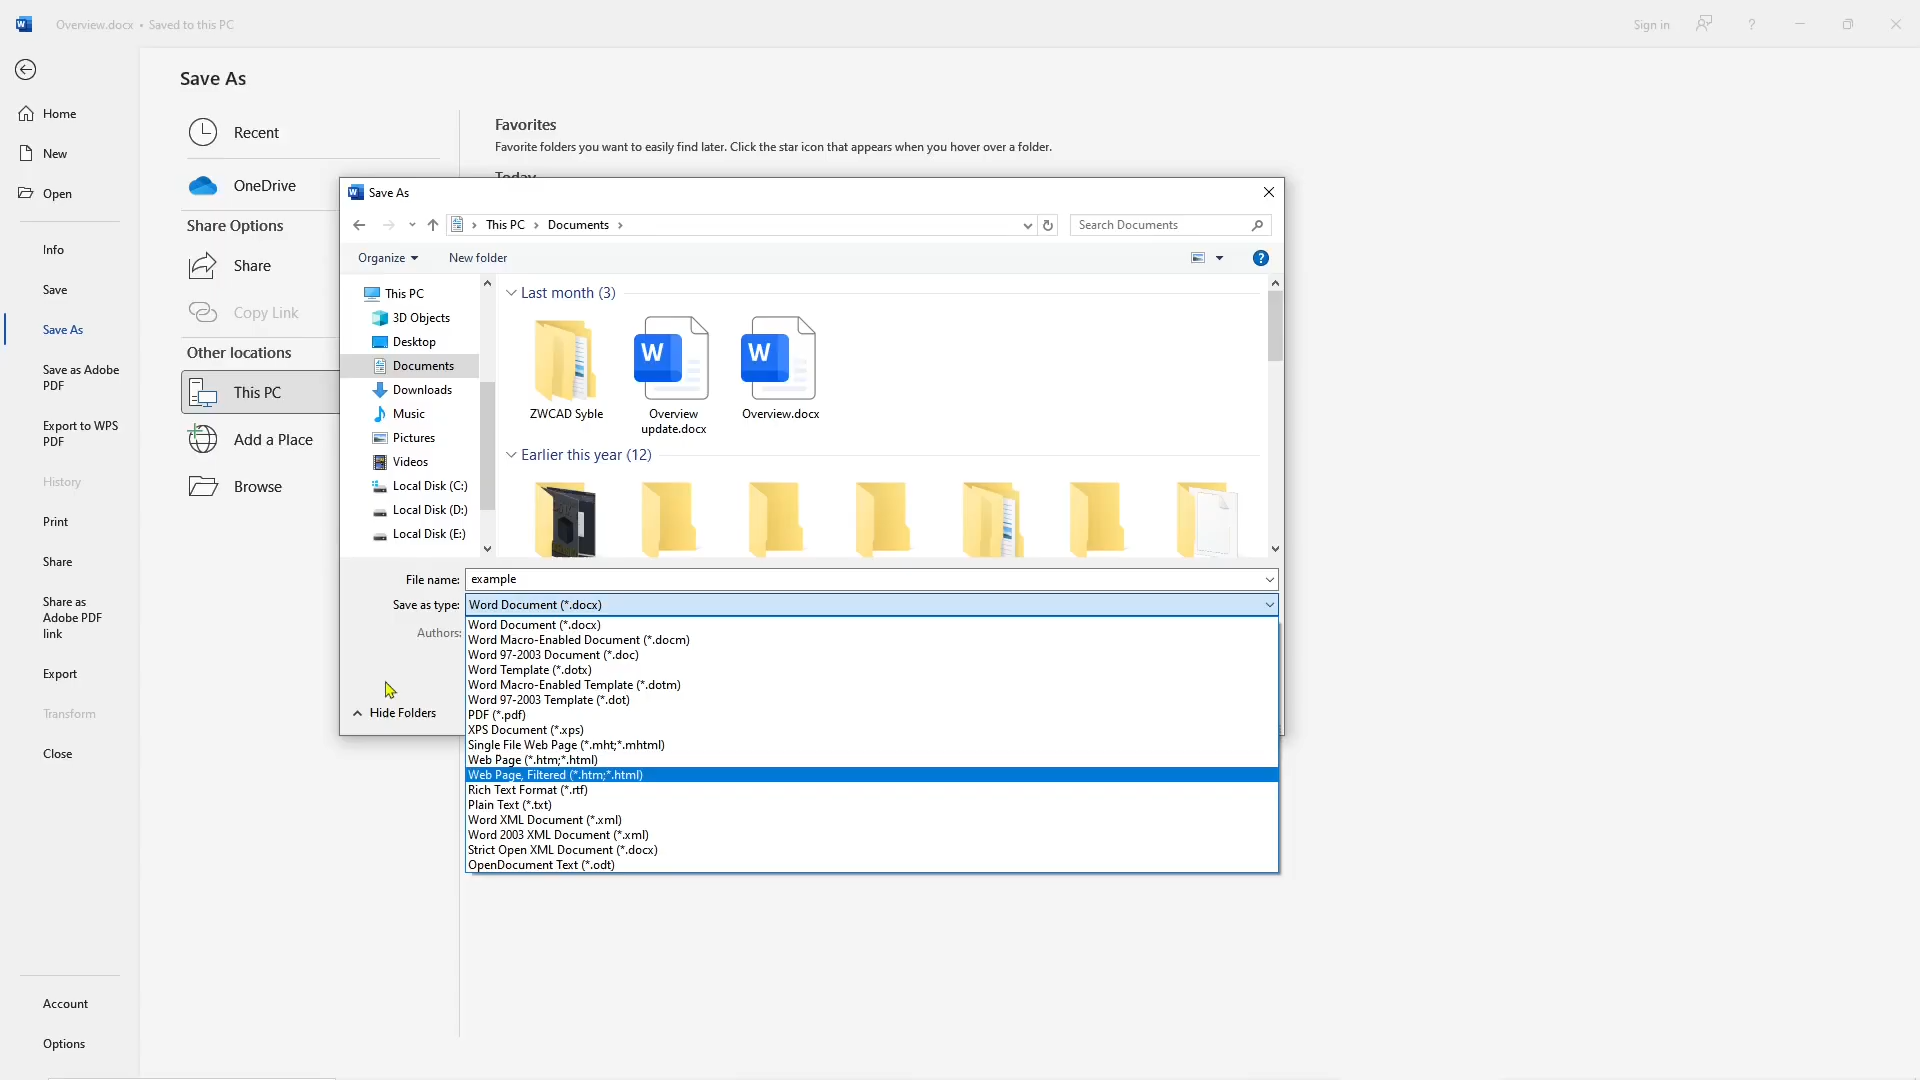 Overview.docx • Saved to this PC
Sign in
?
Save As
Home
New
Open
Info
Save
Save As
Save as Adobe
PDF
Export to WPS
PDF
History
Print
Share
Share as
Adobe PDF
link
Export
Transform
Close
Account
Options
Recent
OneDrive
Share Options
Share
Copy Link
Other locations
This PC
Add a Place
Browse
Favorites
Favorite folders you want to easily find later. Click the star icon that appears when you hover over a folder.
Today
Save As
This PC › Documents ›
Search Documents
Organize
New folder
?
This PC
3D Objects
Desktop
Documents
Downloads
Music
Pictures
Videos
Local Disk (C:)
Local Disk (D:)
Local Disk (E:)
Last month (3)
ZWCAD Syble
Overview
update.docx
Overview.docx
Earlier this year (12)
File name: example
Save as type: Word Document (*.docx)
Authors:
Hide Folders
Word Document (*.docx)
Word Macro-Enabled Document (*.docm)
Word 97-2003 Document (*.doc)
Word Template (*.dotx)
Word Macro-Enabled Template (*.dotm)
Word 97-2003 Template (*.dot)
PDF (*.pdf)
XPS Document (*.xps)
Single File Web Page (*.mht;*.mhtml)
Web Page (*.htm;*.html)
Web Page, Filtered (*.htm;*.html)
Rich Text Format (*.rtf)
Plain Text (*.txt)
Word XML Document (*.xml)
Word 2003 XML Document (*.xml)
Strict Open XML Document (*.docx)
OpenDocument Text (*.odt)